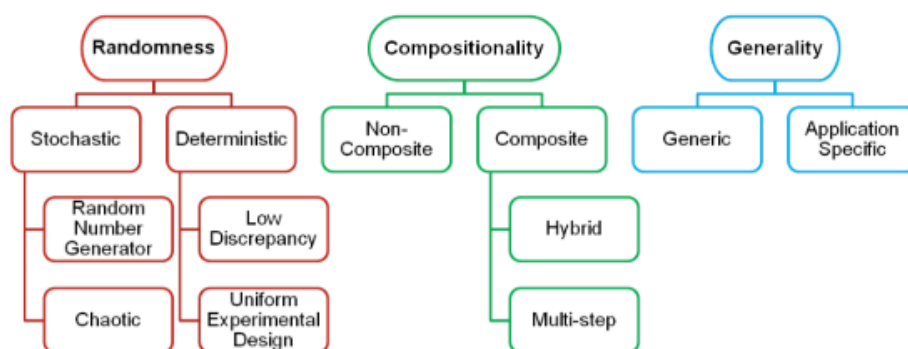 Randomness
Compositionality
Generality
Stochastic
Deterministic
Non-
Composite
Composite
Generic
Application
Specific
Random
Number
Generator
Low
Discrepancy
Hybrid
Chaotic
Uniform
Experimental
Design
Multi-step